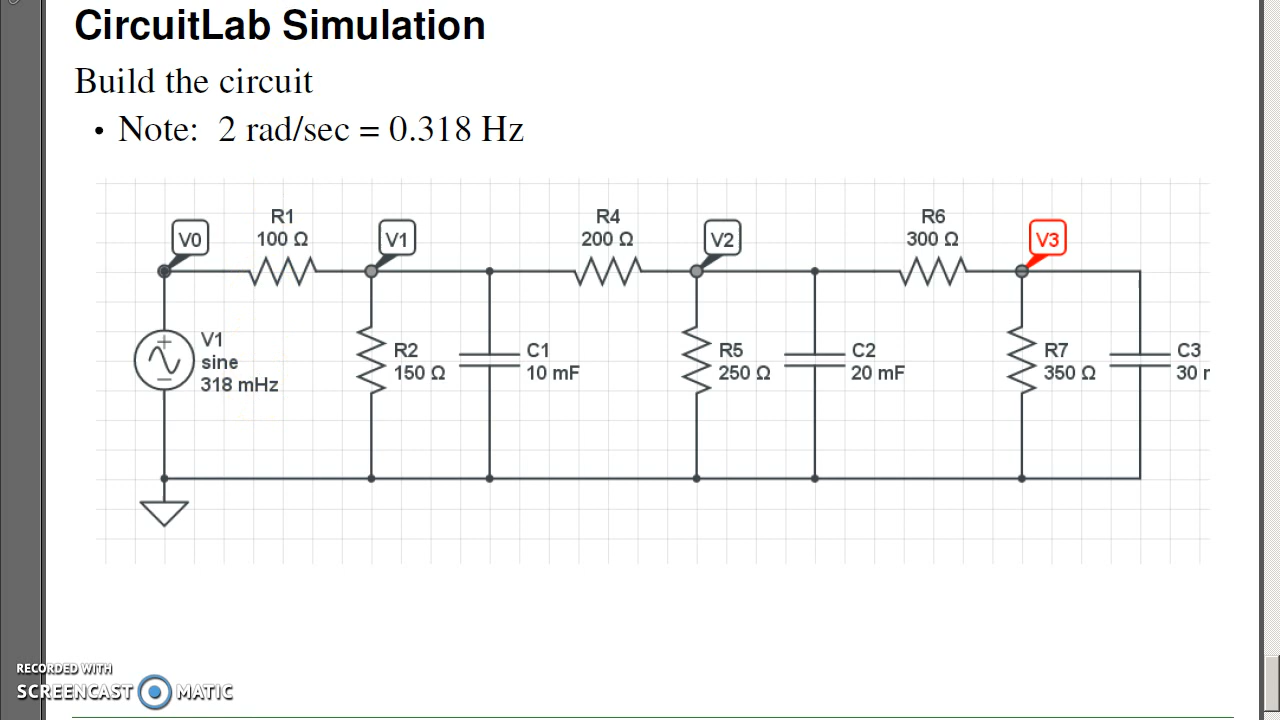 CircuitLab Simulation
Build the circuit
• Note: 2 rad/sec = 0.318 Hz
R1
100 Ω
R4
200 Ω
R6
300 Ω
V0
V1
V2
V3
V1
sine
318 mHz
R2
150 Ω
C1
10 mF
R5
250 Ω
C2
20 mF
R7
350 Ω
C3
30
RECORDED WITH
SCREENCAST MATIC